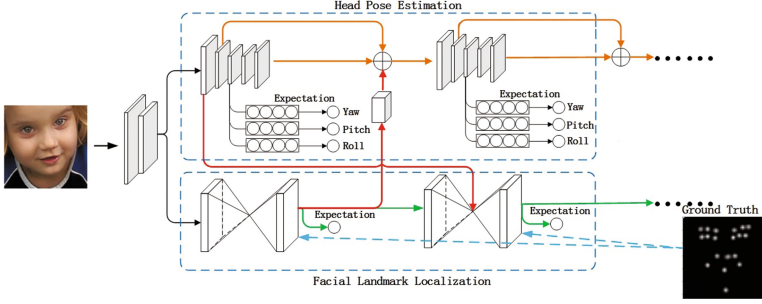 Head Pose Estimation
Expectation
Yaw
Pitch
Roll
Expectation
Yaw
Pitch
Roll
Expectation
Expectation
Ground Truth
Facial Landmark Localization